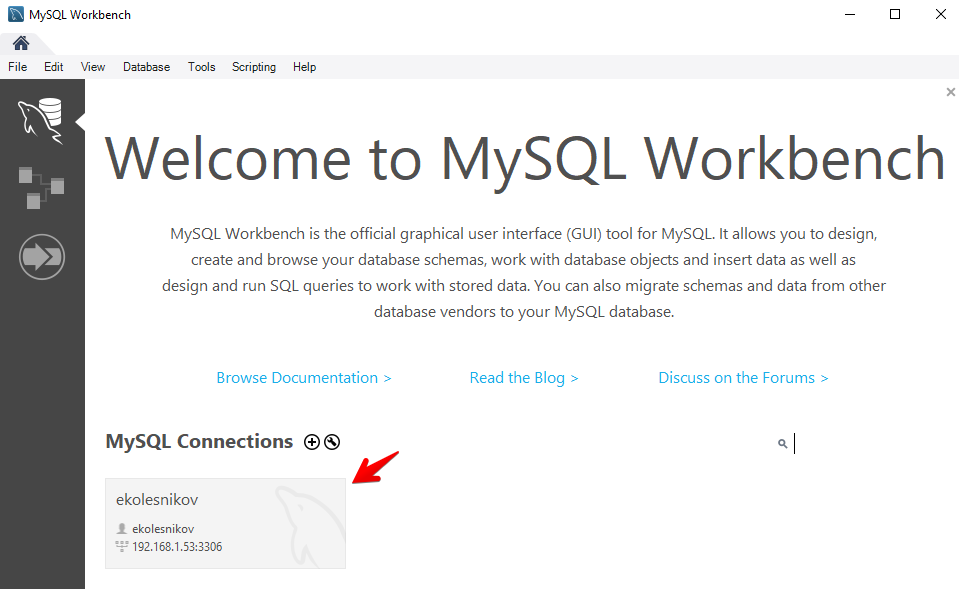 MySQL Workbench
File Edit View Database Tools Scripting Help
Welcome to MySQL Workbench
MySQL Workbench is the official graphical user interface (GUI) tool for MySQL. It allows you to design,
create and browse your database schemas, work with database objects and insert data as well as
design and run SQL queries to work with stored data. You can also migrate schemas and data from other
database vendors to your MySQL database.
Browse Documentation > Read the Blog > Discuss on the Forums >
MySQL Connections
ekolesnikov
ekolesnikov
192.168.1.53:3306